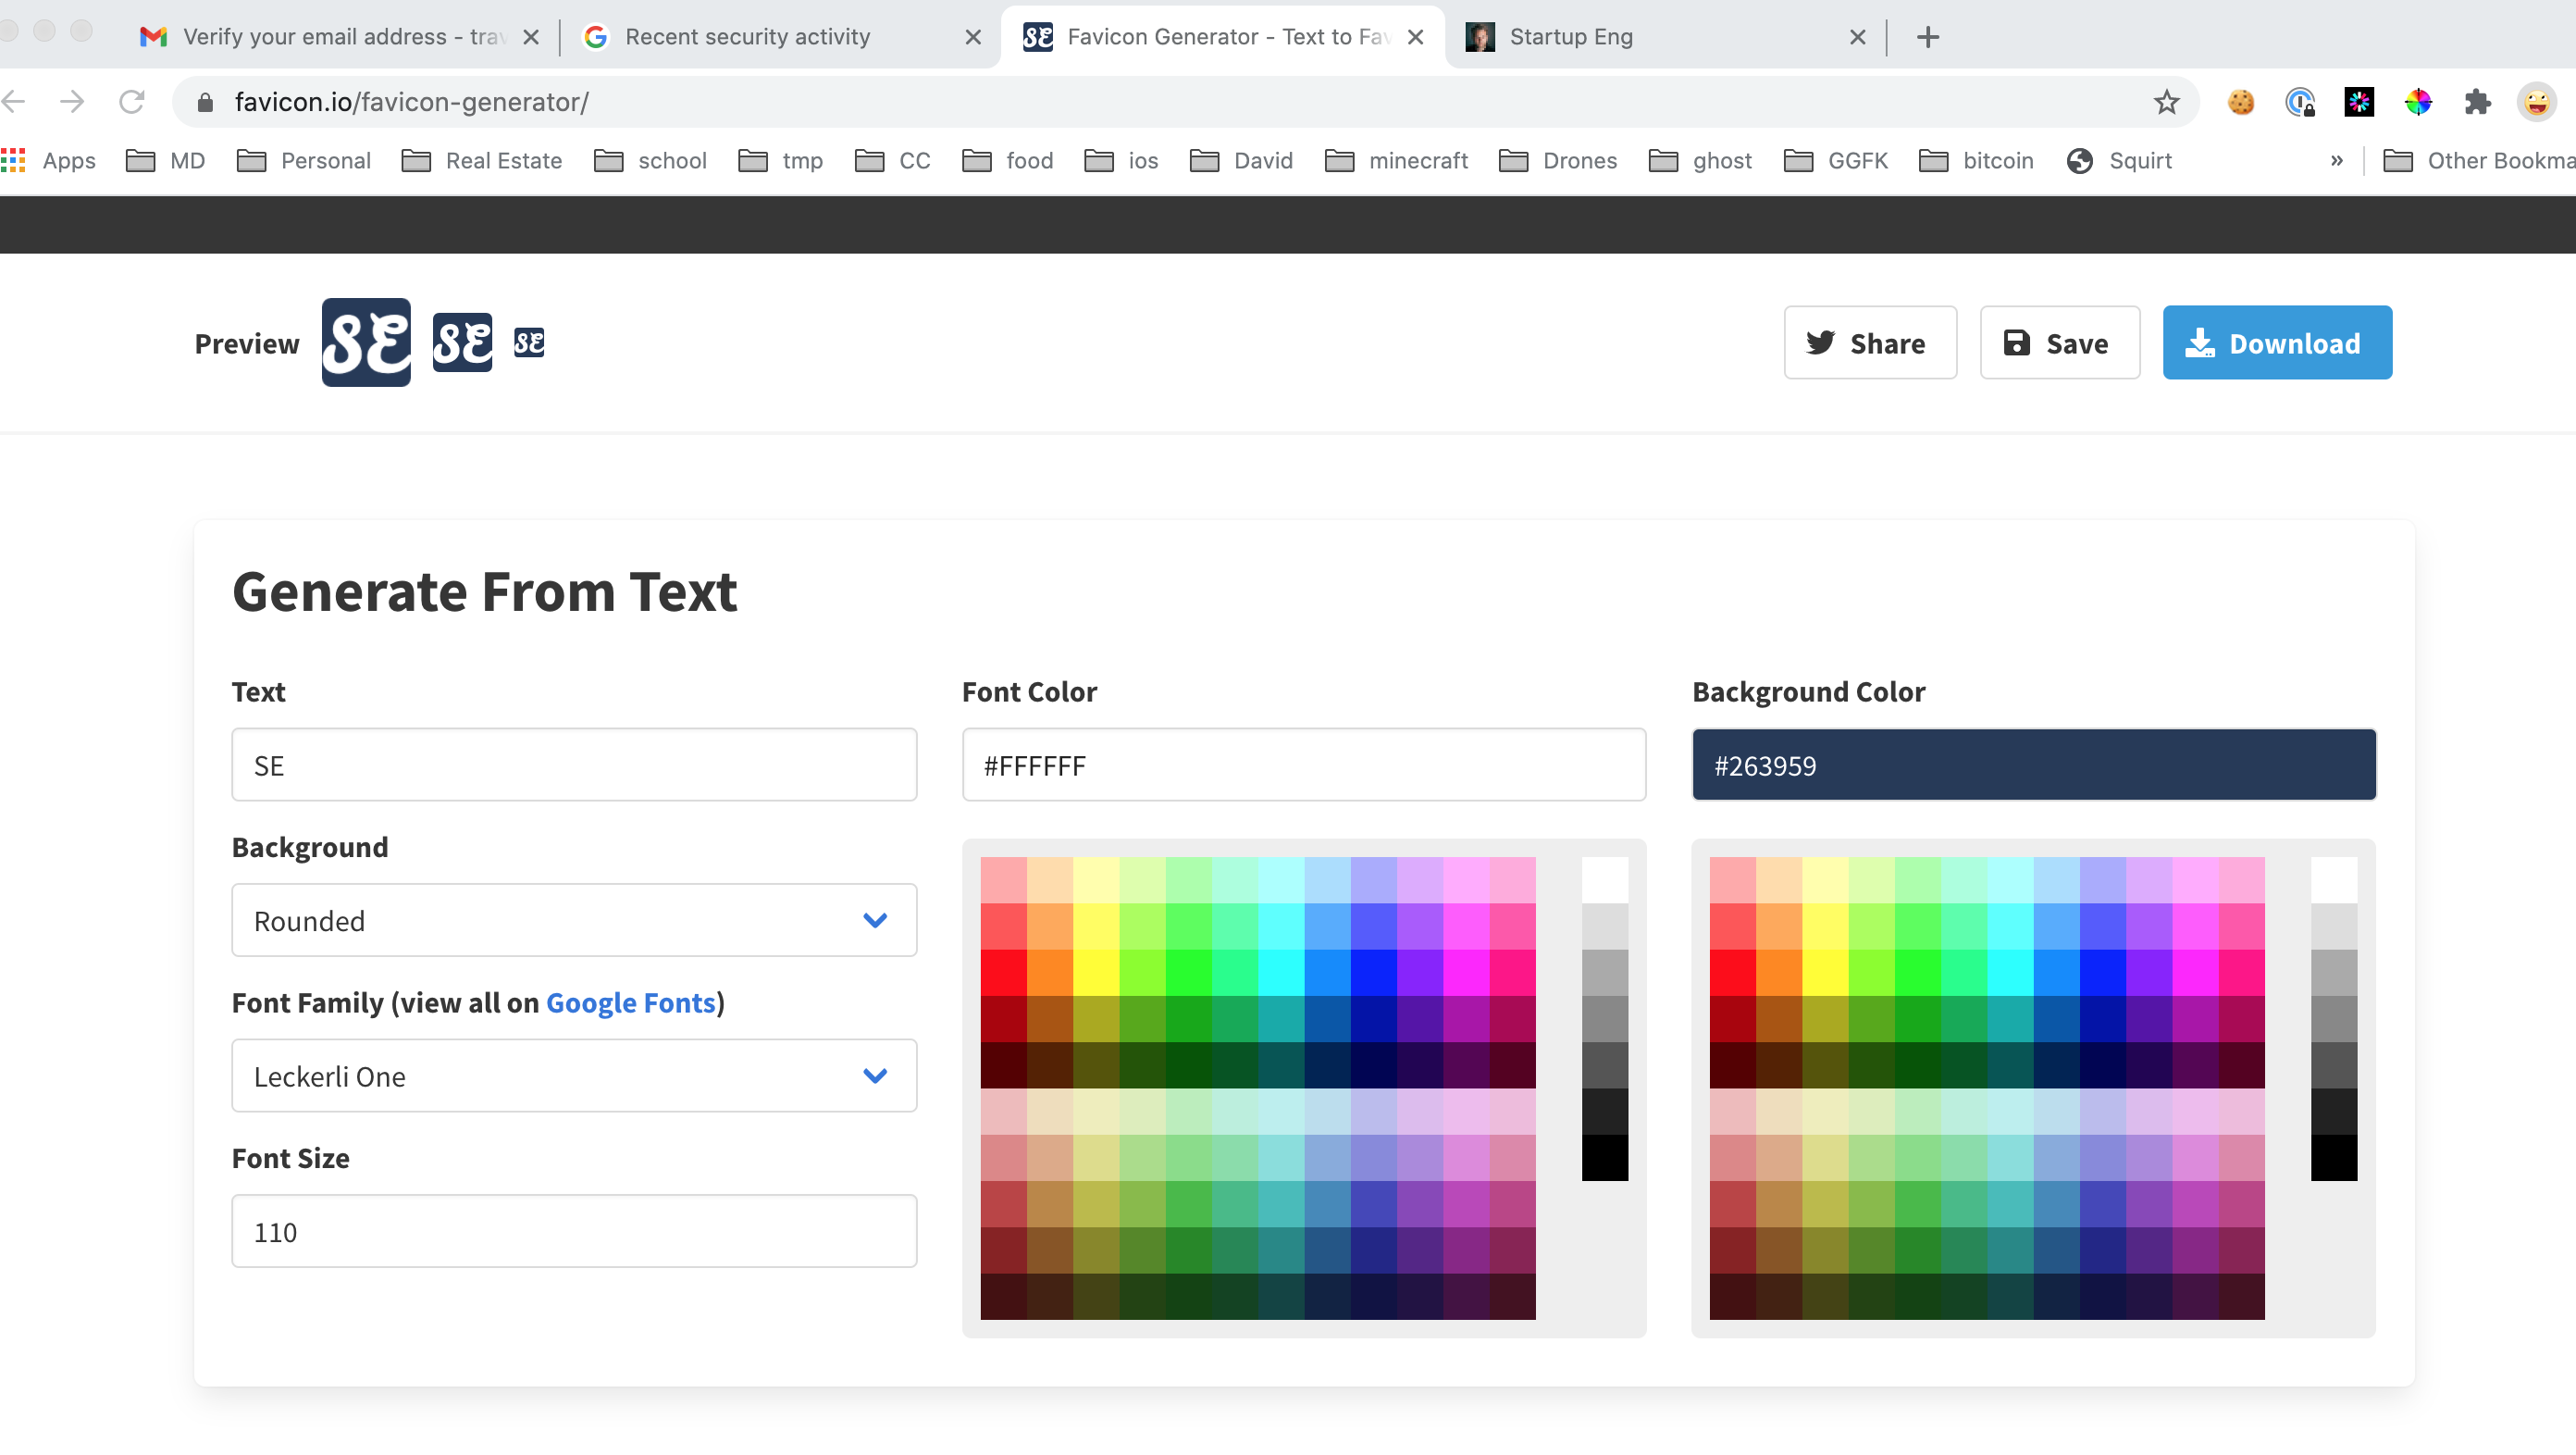 Verify your email address - trav
Recent security activity
SE
Favicon Generator - Text to Fav
Startup Eng
favicon.io/favicon-generator/
Apps
MD
Personal
Real Estate
school
tmp
CC
food
ios
David
minecraft
Drones
ghost
GGFK
bitcoin
Squirt
»
Other Bookma
Preview
SE
SE
SE
Share
Save
Download
Generate From Text
Text
Font Color
Background Color
SE
#FFFFFF
#263959
Background
Rounded
Font Family (view all on Google Fonts)
Leckerli One
Font Size
110